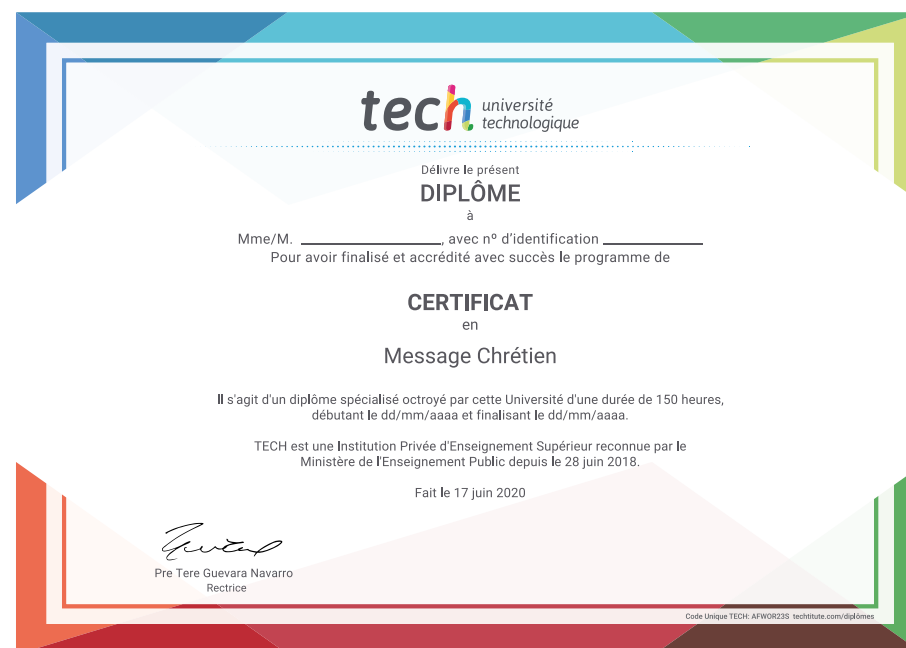 tech université
technologique
Délivre le présent
DIPLÔME
à
Mme/M. ____________________, avec nº d'identification ______________
Pour avoir finalisé et accrédité avec succès le programme de
CERTIFICAT
en
Message Chrétien
Il s'agit d'un diplôme spécialisé octroyé par cette Université d'une durée de 150 heures,
débutant le dd/mm/aaaa et finalisant le dd/mm/aaaa.
TECH est une Institution Privée d'Enseignement Supérieur reconnue par le
Ministère de l'Enseignement Public depuis le 28 juin 2018.
Fait le 17 juin 2020
Pre Tere Guevara Navarro
Rectrice
Code Unique TECH: AFWOR23S techtitute.com/diplômes